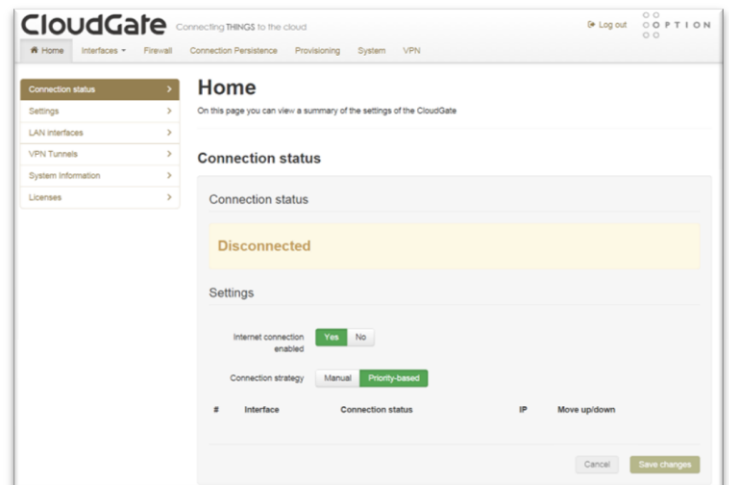 CloudGate Connecting THINGS to the cloud
Log out
OPTION
Home Interfaces Firewall Connection Persistence Provisioning System VPN
Connection status
Settings
LAN interfaces
VPN Tunnels
System Information
Licenses
Home
On this page you can view a summary of the settings of the CloudGate
Connection status
Connection status
Disconnected
Settings
Internet connection
enabled
Yes No
Connection strategy Manual Priority-based
# Interface Connection status IP Move up/down
Cancel Save changes